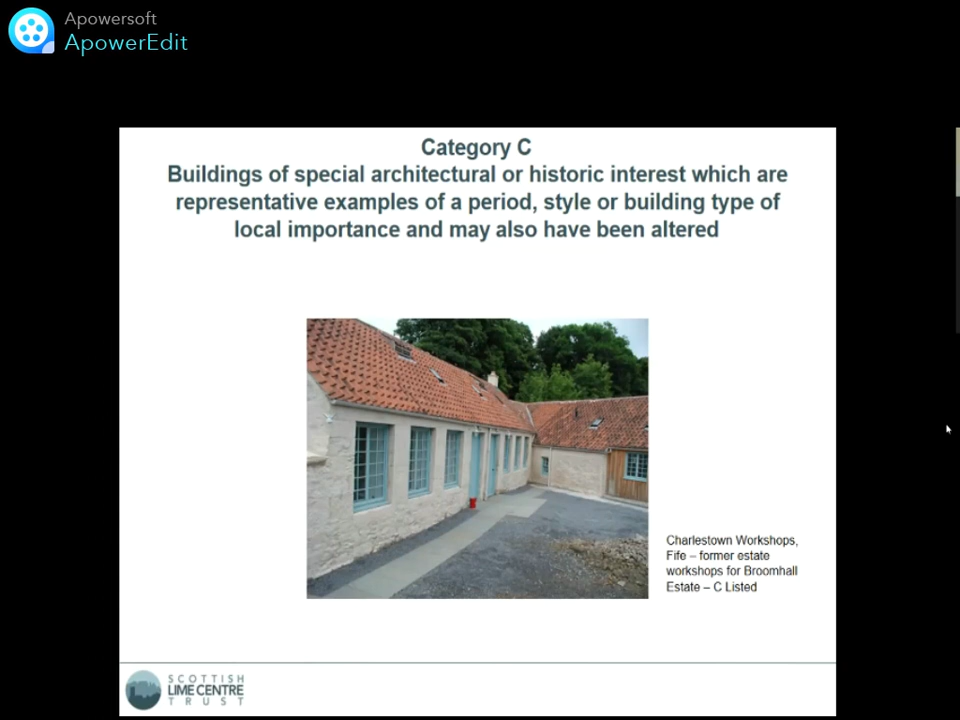 Apowersoft
ApowerEdit
Category C
Buildings of special architectural or historic interest which are
representative examples of a period, style or building type of
local importance and may also have been altered
Charlestown Workshops,
Fife – former estate
workshops for Broomhall
Estate – C Listed
SCOTTISH
LIME CENTRE
TRUST